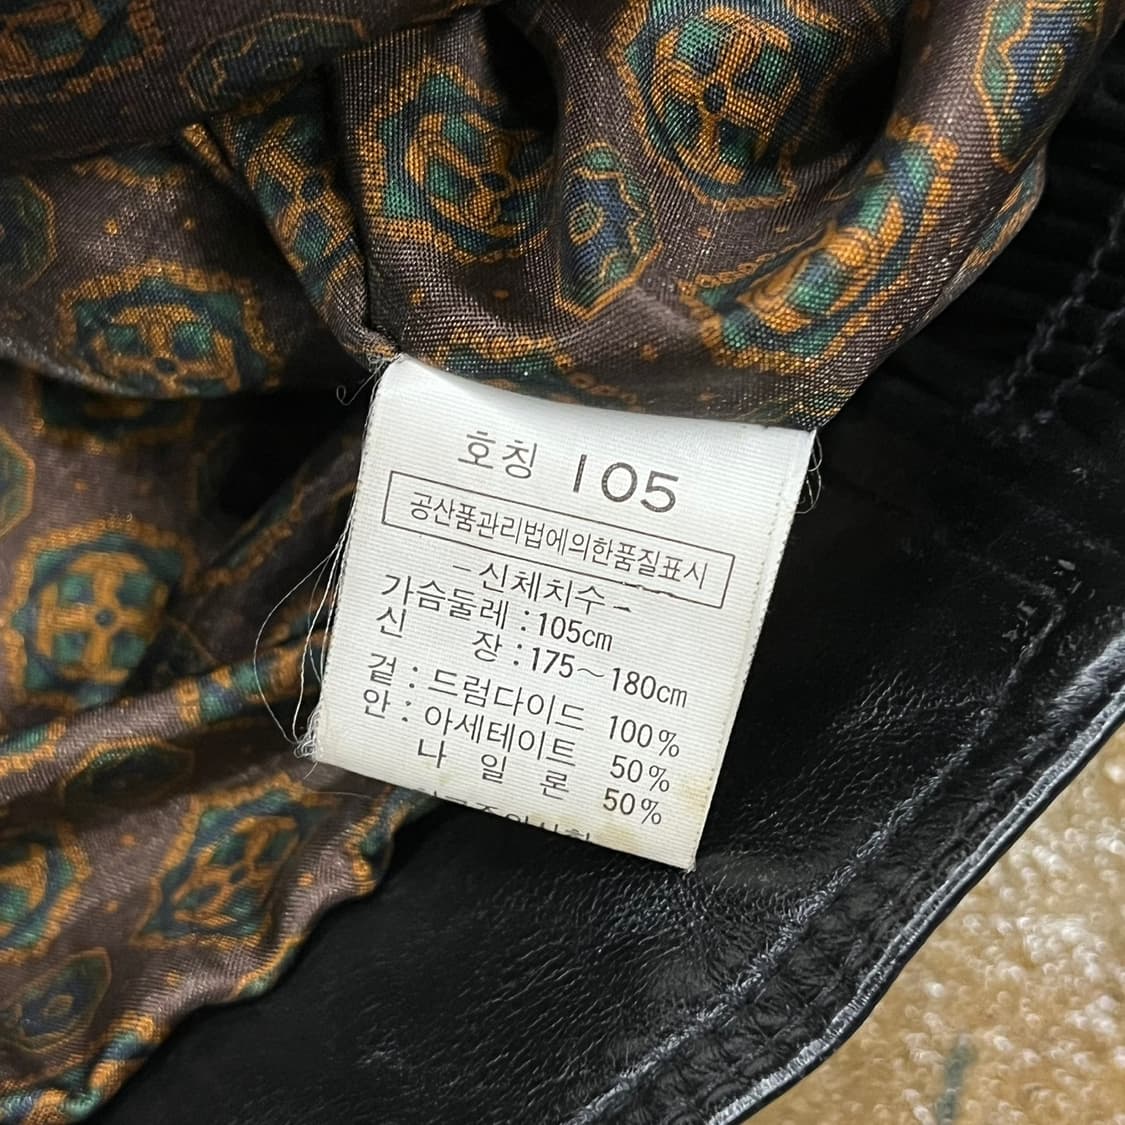 호칭 105
공산품관리법에의한품질표시
-신체치수-
가슴둘레 : 105cm
신 장 : 175~180cm
겉 : 드럼다이드 100%
안 : 아세테이트 50%
나 일 론 50%